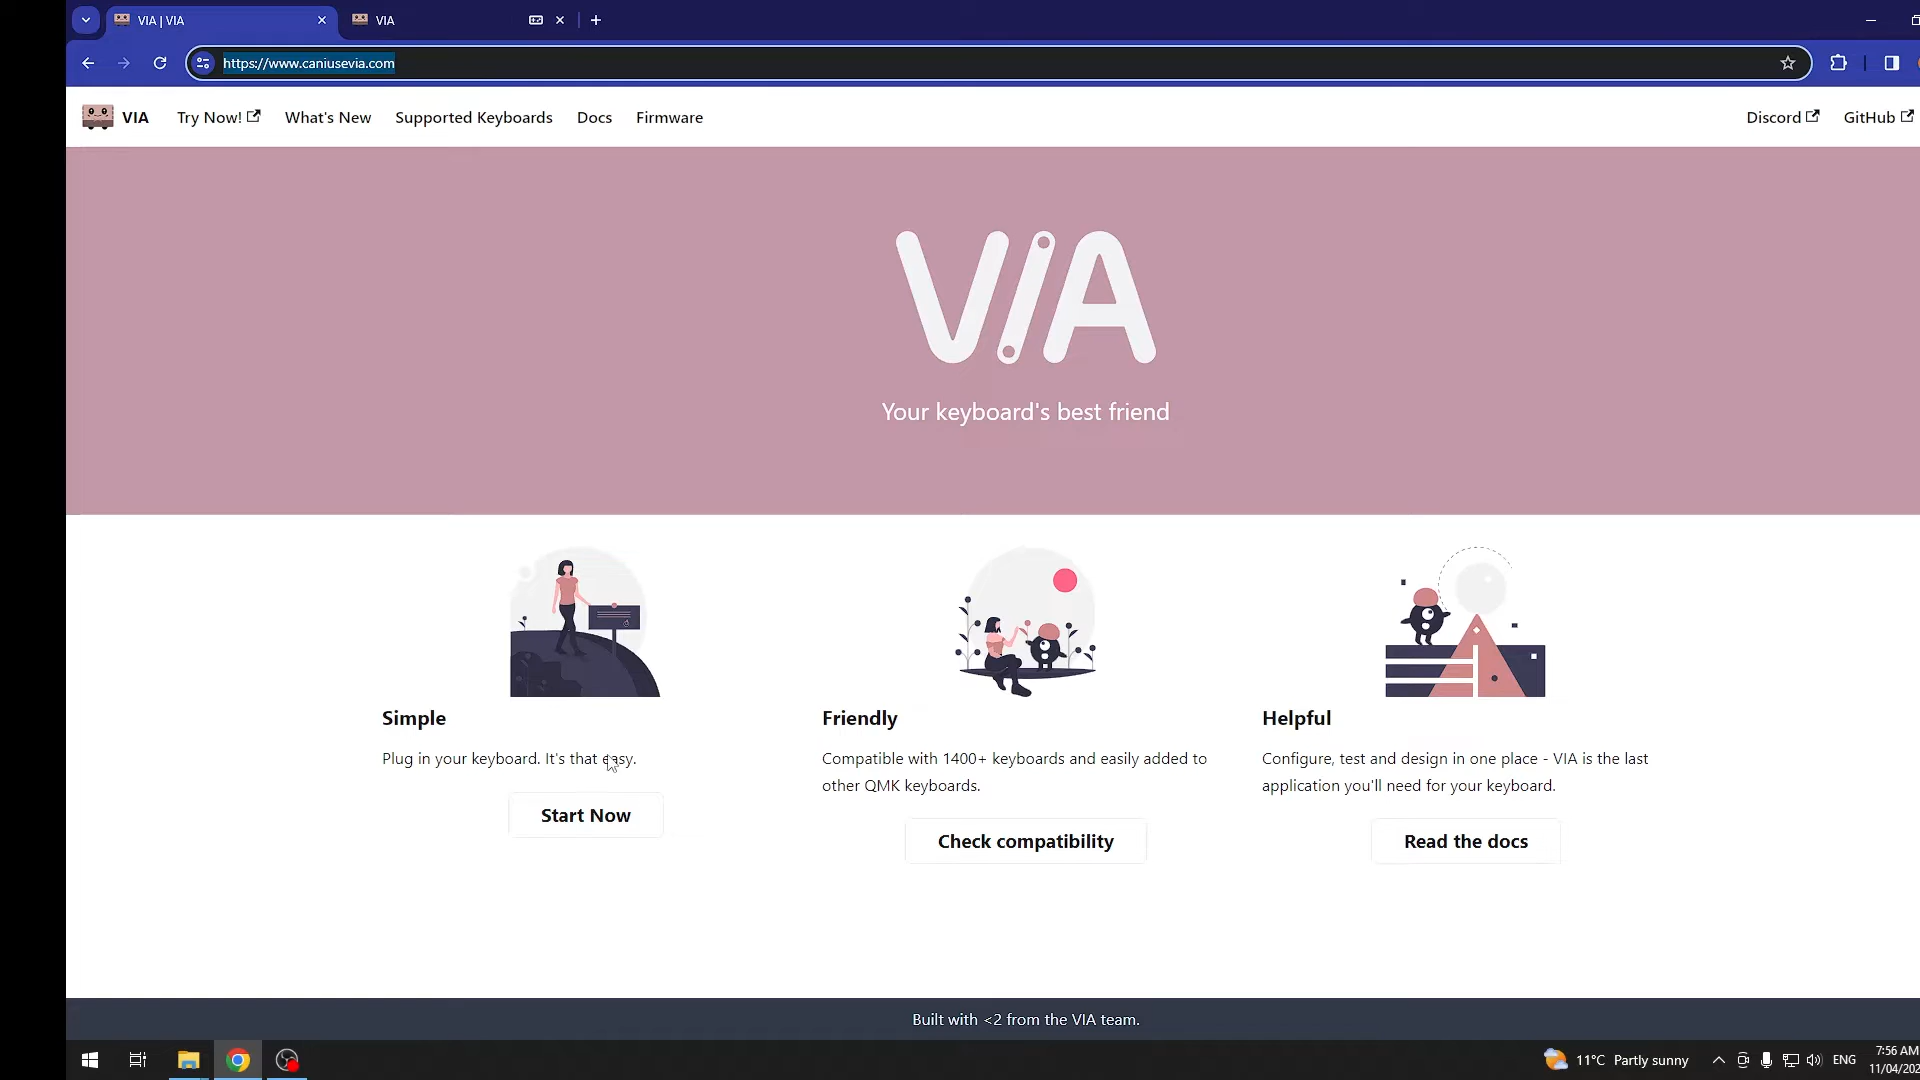 VIA | VIA
VIA
https://www.caniusevia.com
VIA
Try Now!
What's New
Supported Keyboards
Docs
Firmware
Discord
GitHub
VIA
Your keyboard's best friend
Simple
Plug in your keyboard. It's that easy.
Start Now
Friendly
Compatible with 1400+ keyboards and easily added to
other QMK keyboards.
Check compatibility
Helpful
Configure, test and design in one place - VIA is the last
application you'll need for your keyboard.
Read the docs
Built with <2 from the VIA team.
11°C Partly sunny
ENG
7:56 AM
11/04/202